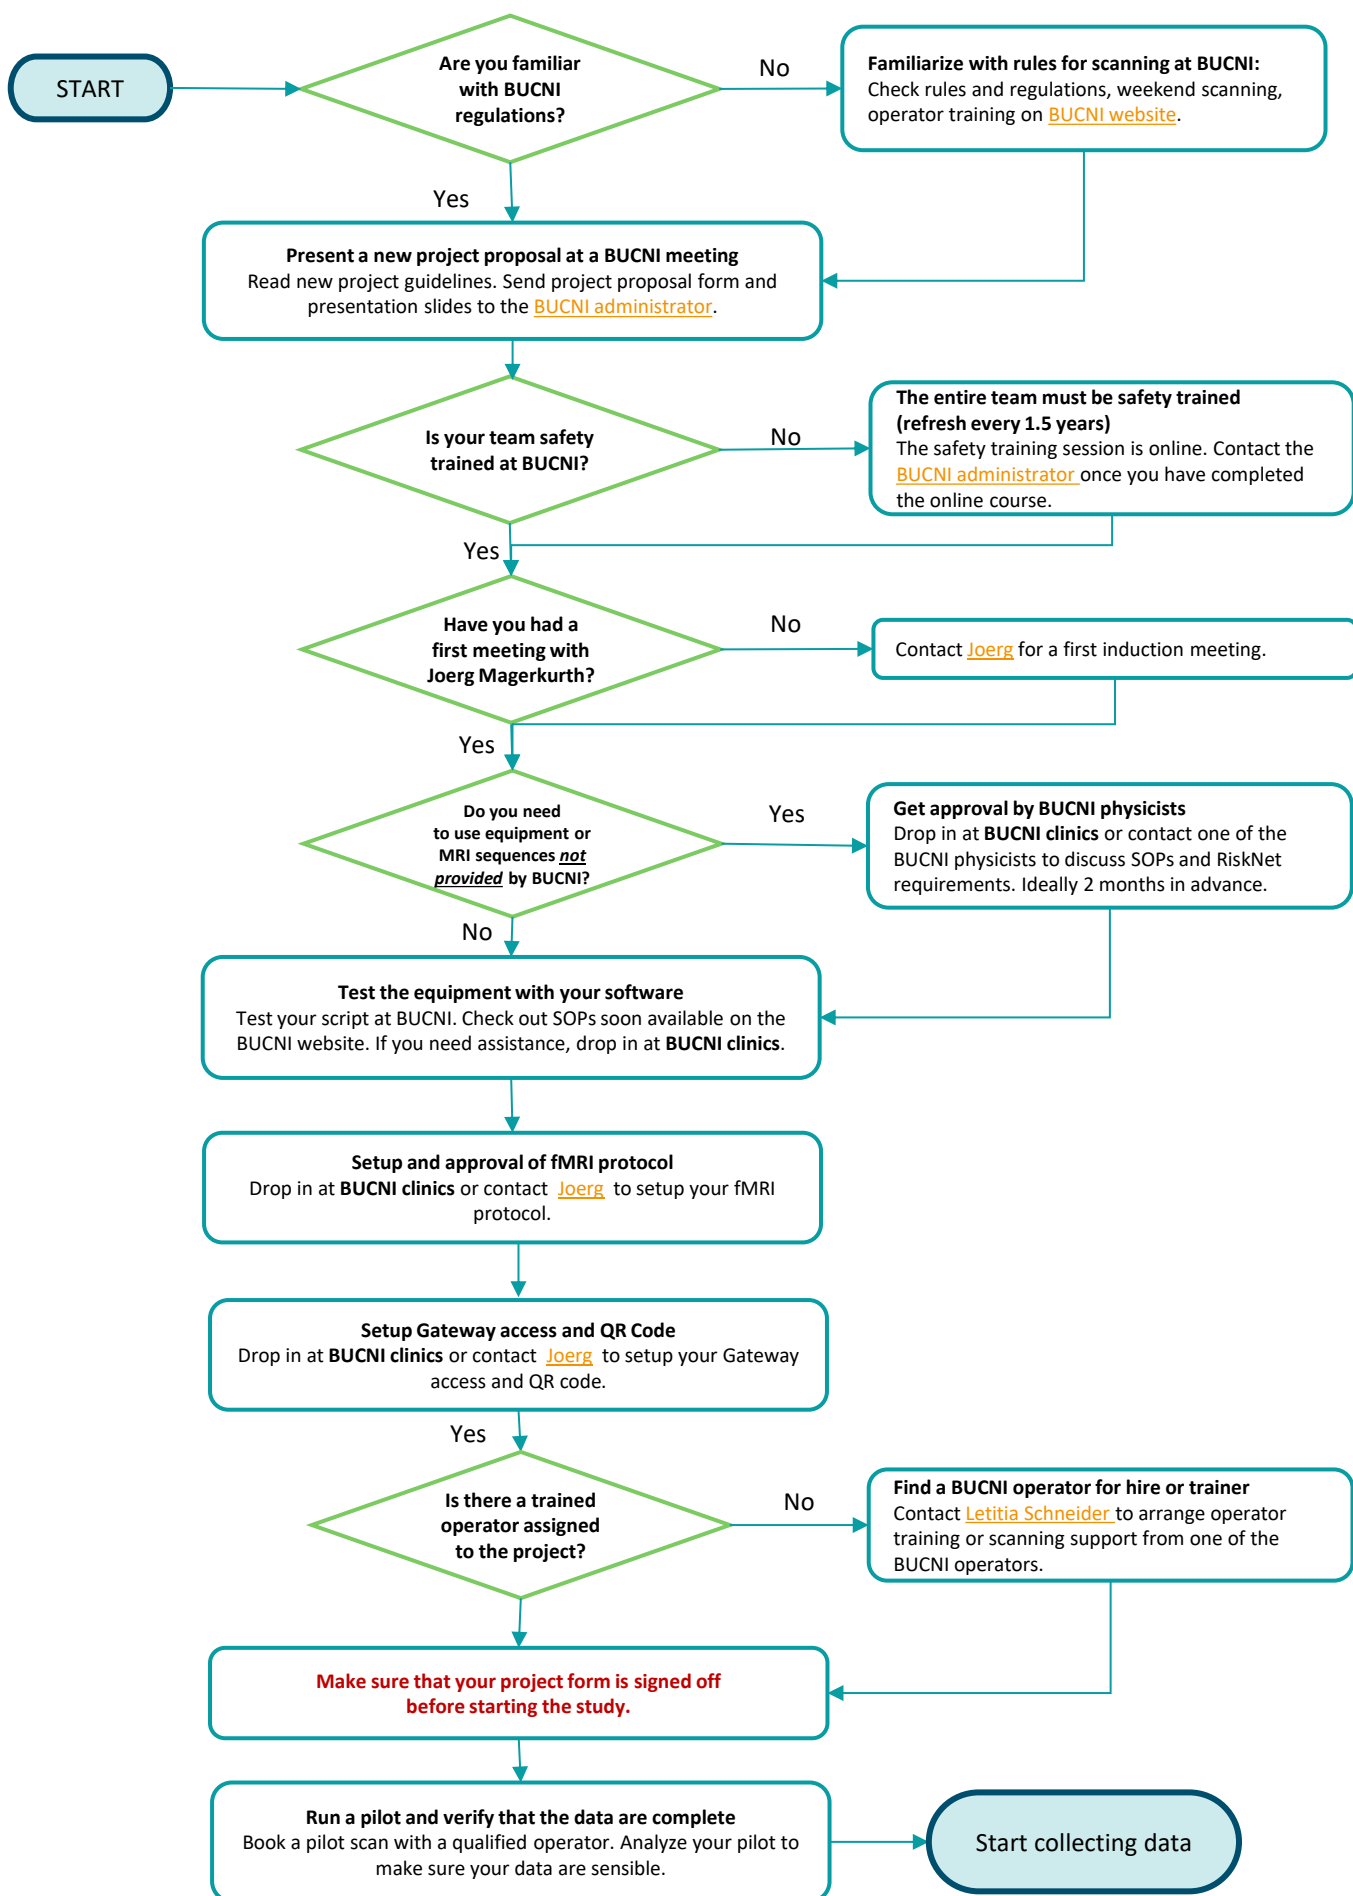 START
Are you familiar
with BUCNI
regulations?
No
Familiarize with rules for scanning at BUCNI:
Check rules and regulations, weekend scanning,
operator training on BUCNI website.
Yes
Present a new project proposal at a BUCNI meeting
Read new project guidelines. Send project proposal form and
presentation slides to the BUCNI administrator.
Is your team safety
trained at BUCNI?
No
The entire team must be safety trained
(refresh every 1.5 years)
The safety training session is online. Contact the
BUCNI administrator once you have completed
the online course.
Yes
Have you had a
first meeting with
Joerg Magerkurth?
No
Contact Joerg for a first induction meeting.
Yes
Do you need
to use equipment or
MRI sequences not
provided by BUCNI?
Yes
Get approval by BUCNI physicists
Drop in at BUCNI clinics or contact one of the
BUCNI physicists to discuss SOPs and RiskNet
requirements. Ideally 2 months in advance.
No
Test the equipment with your software
Test your script at BUCNI. Check out SOPs soon available on the
BUCNI website. If you need assistance, drop in at BUCNI clinics.
Setup and approval of fMRI protocol
Drop in at BUCNI clinics or contact Joerg to setup your fMRI
protocol.
Setup Gateway access and QR Code
Drop in at BUCNI clinics or contact Joerg to setup your Gateway
access and QR code.
Yes
Is there a trained
operator assigned
to the project?
No
Find a BUCNI operator for hire or trainer
Contact Letitia Schneider to arrange operator
training or scanning support from one of the
BUCNI operators.
Make sure that your project form is signed off
before starting the study.
Run a pilot and verify that the data are complete
Book a pilot scan with a qualified operator. Analyze your pilot to
make sure your data are sensible.
Start collecting data